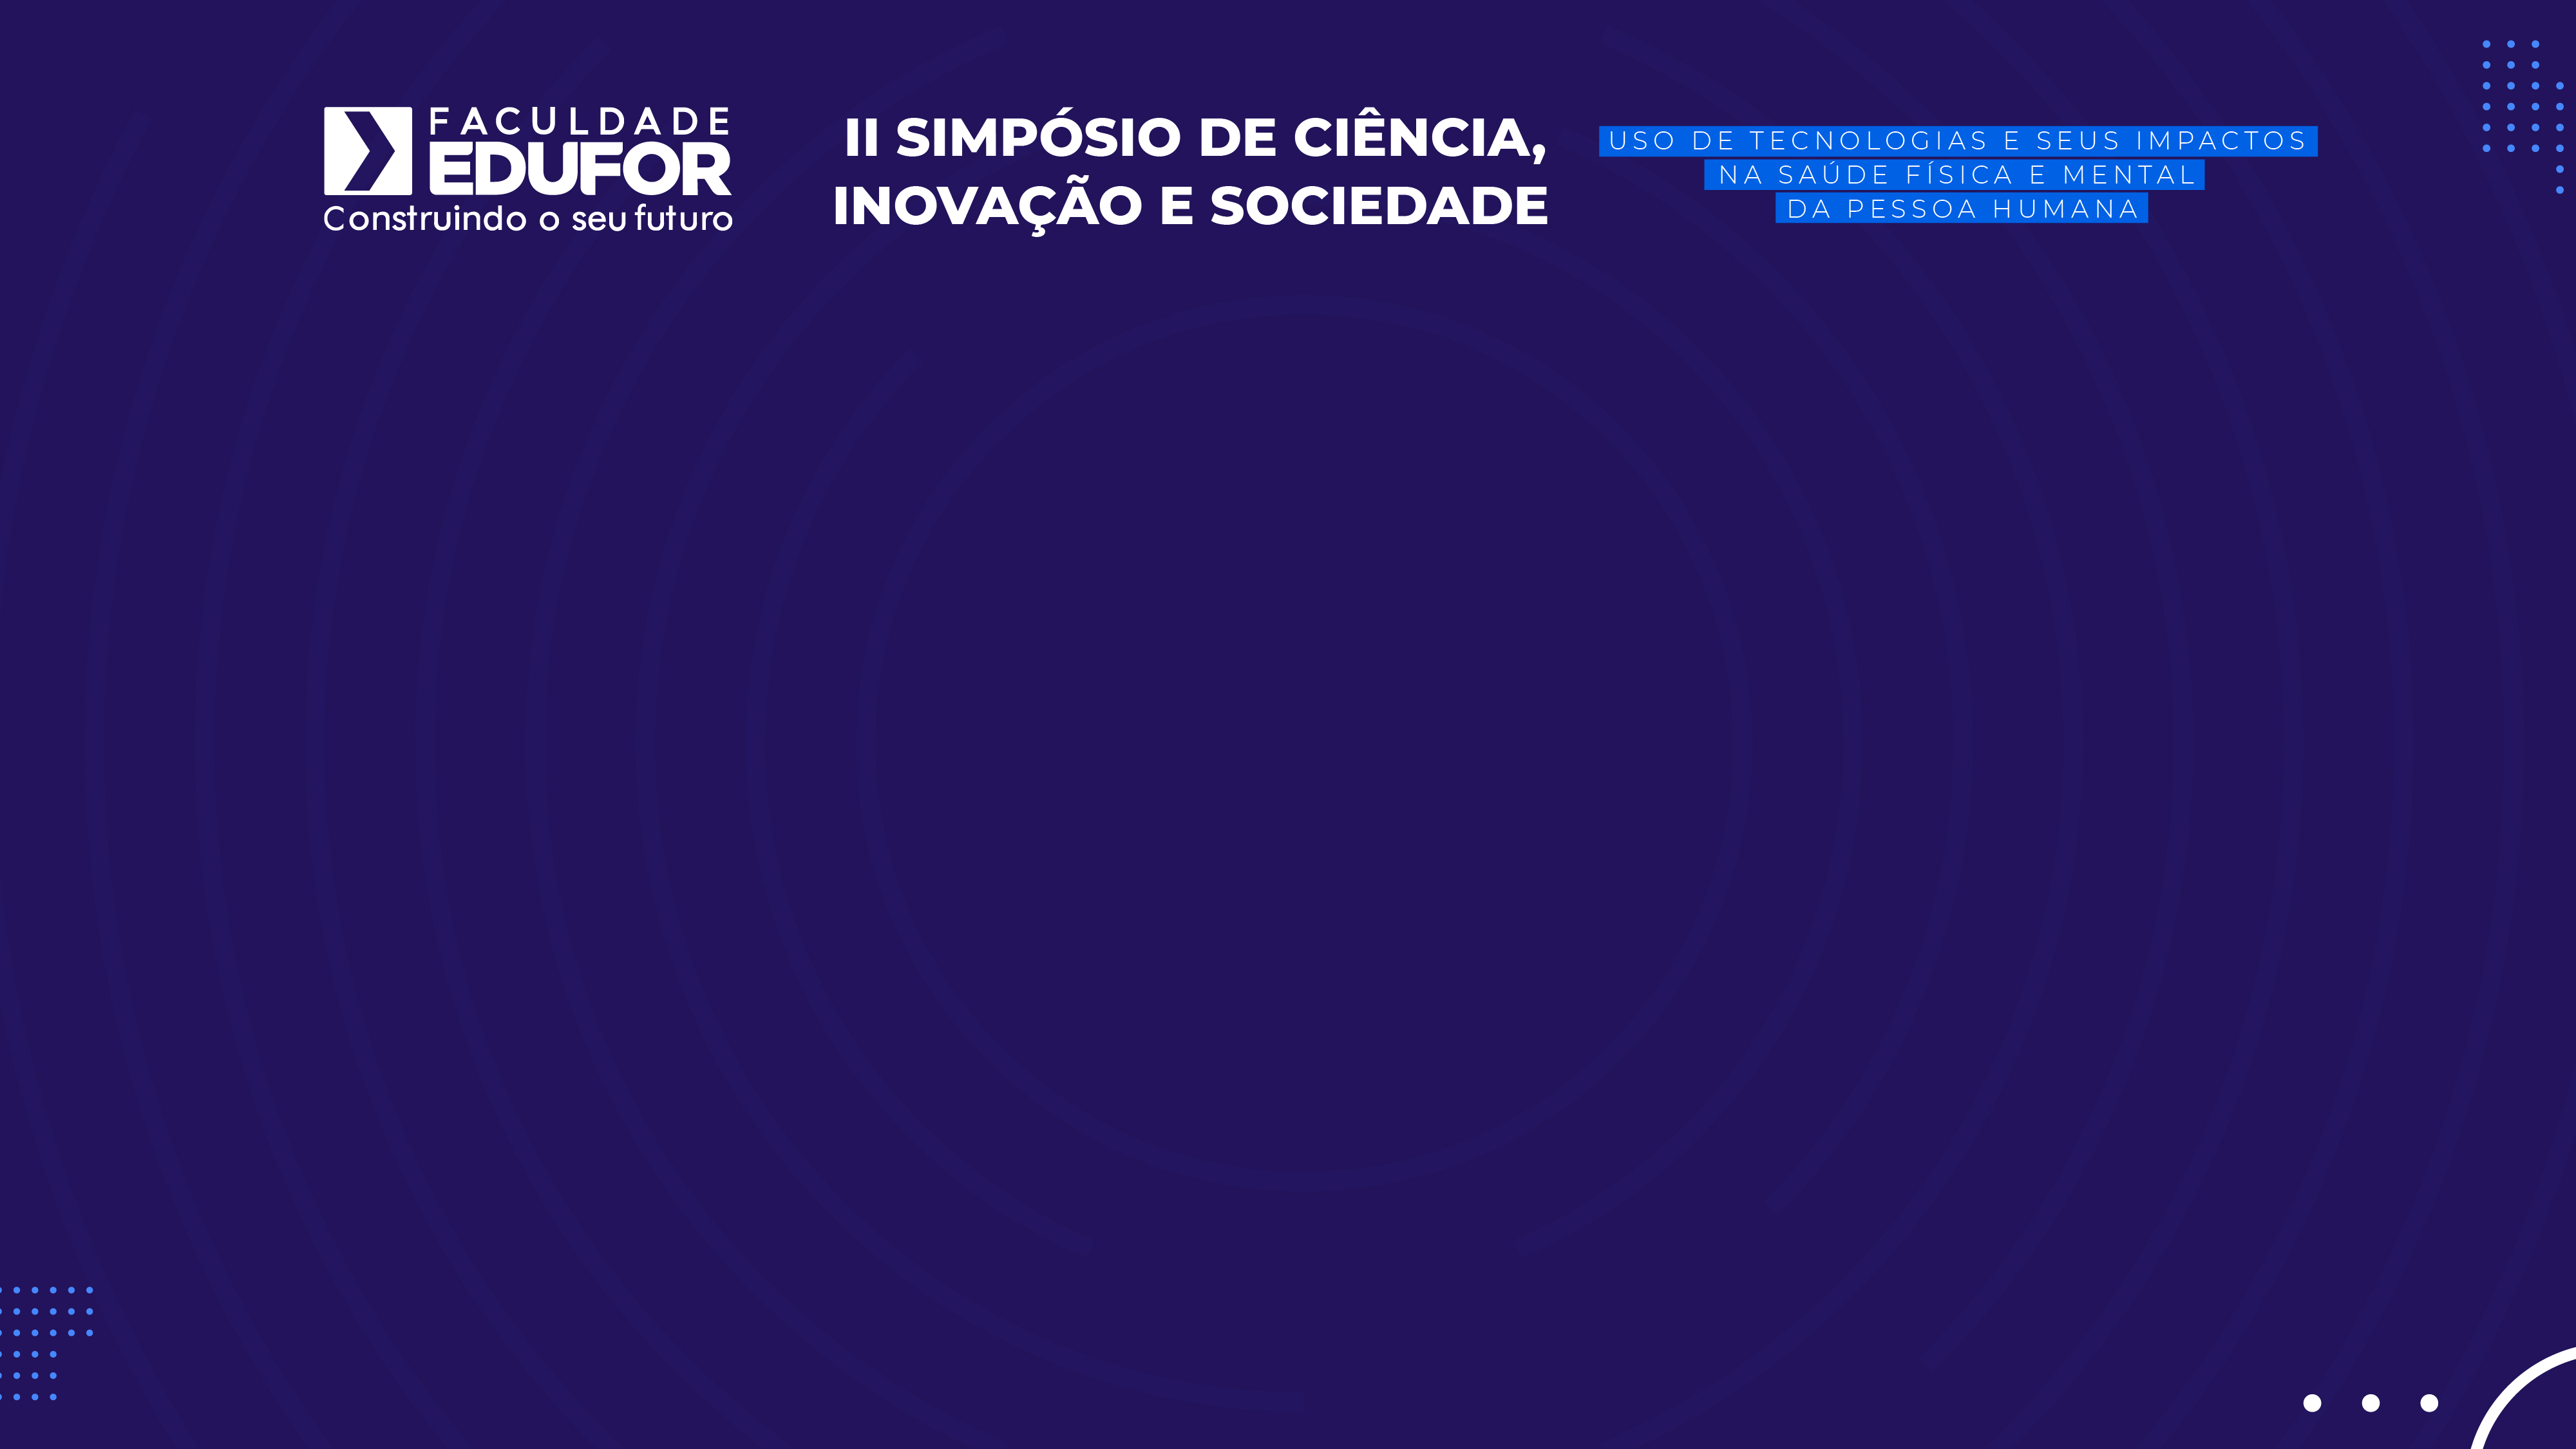 FACULDADE
EDUFOR
Construindo o seu futuro
II SIMPÓSIO DE CIÊNCIA,
INOVAÇÃO E SOCIEDADE
USO DE TECNOLOGIAS E SEUS IMPACTOS
NA SAÚDE FÍSICA E MENTAL
DA PESSOA HUMANA